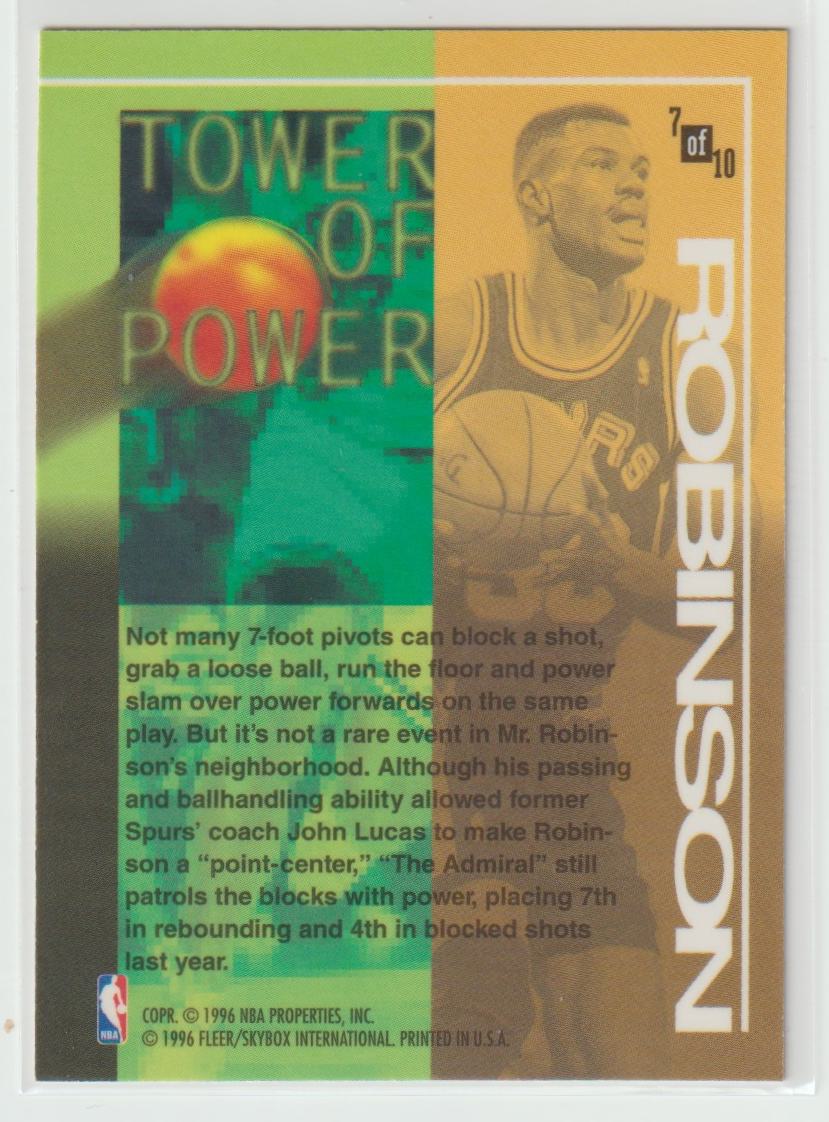 TOWER
OF
POWER
7 of 10
ROBINSON
Not many 7-foot pivots can block a shot,
grab a loose ball, run the floor and power
slam over power forwards on the same
play. But it's not a rare event in Mr. Robin-
son's neighborhood. Although his passing
and ballhandling ability allowed former
Spurs' coach John Lucas to make Robin-
son a “point-center,” “The Admiral” still
patrols the blocks with power, placing 7th
in rebounding and 4th in blocked shots
last year.
NBA
COPR. © 1996 NBA PROPERTIES, INC.
© 1996 FLEER/SKYBOX INTERNATIONAL. PRINTED IN U.S.A.